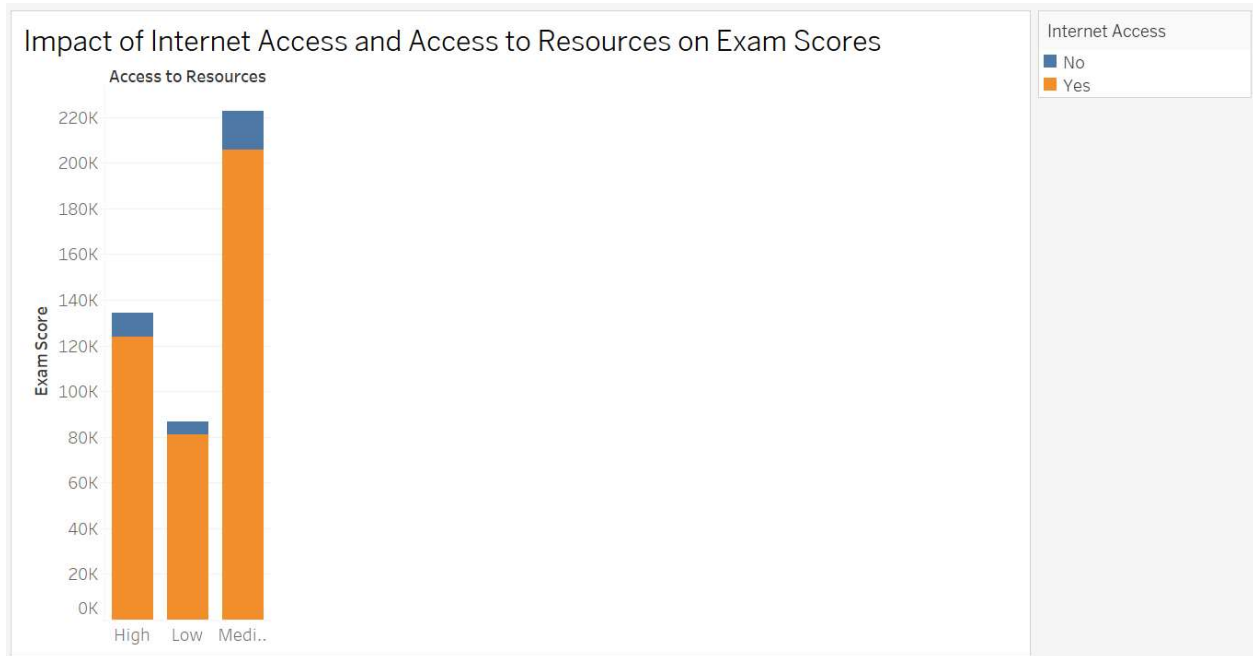 Impact of Internet Access and Access to Resources on Exam Scores
Access to Resources
220K
200K
180K
160K
140K
120K
100K
80K
60K
40K
20K
0K
Exam Score
High Low Medi..
Internet Access
No
Yes